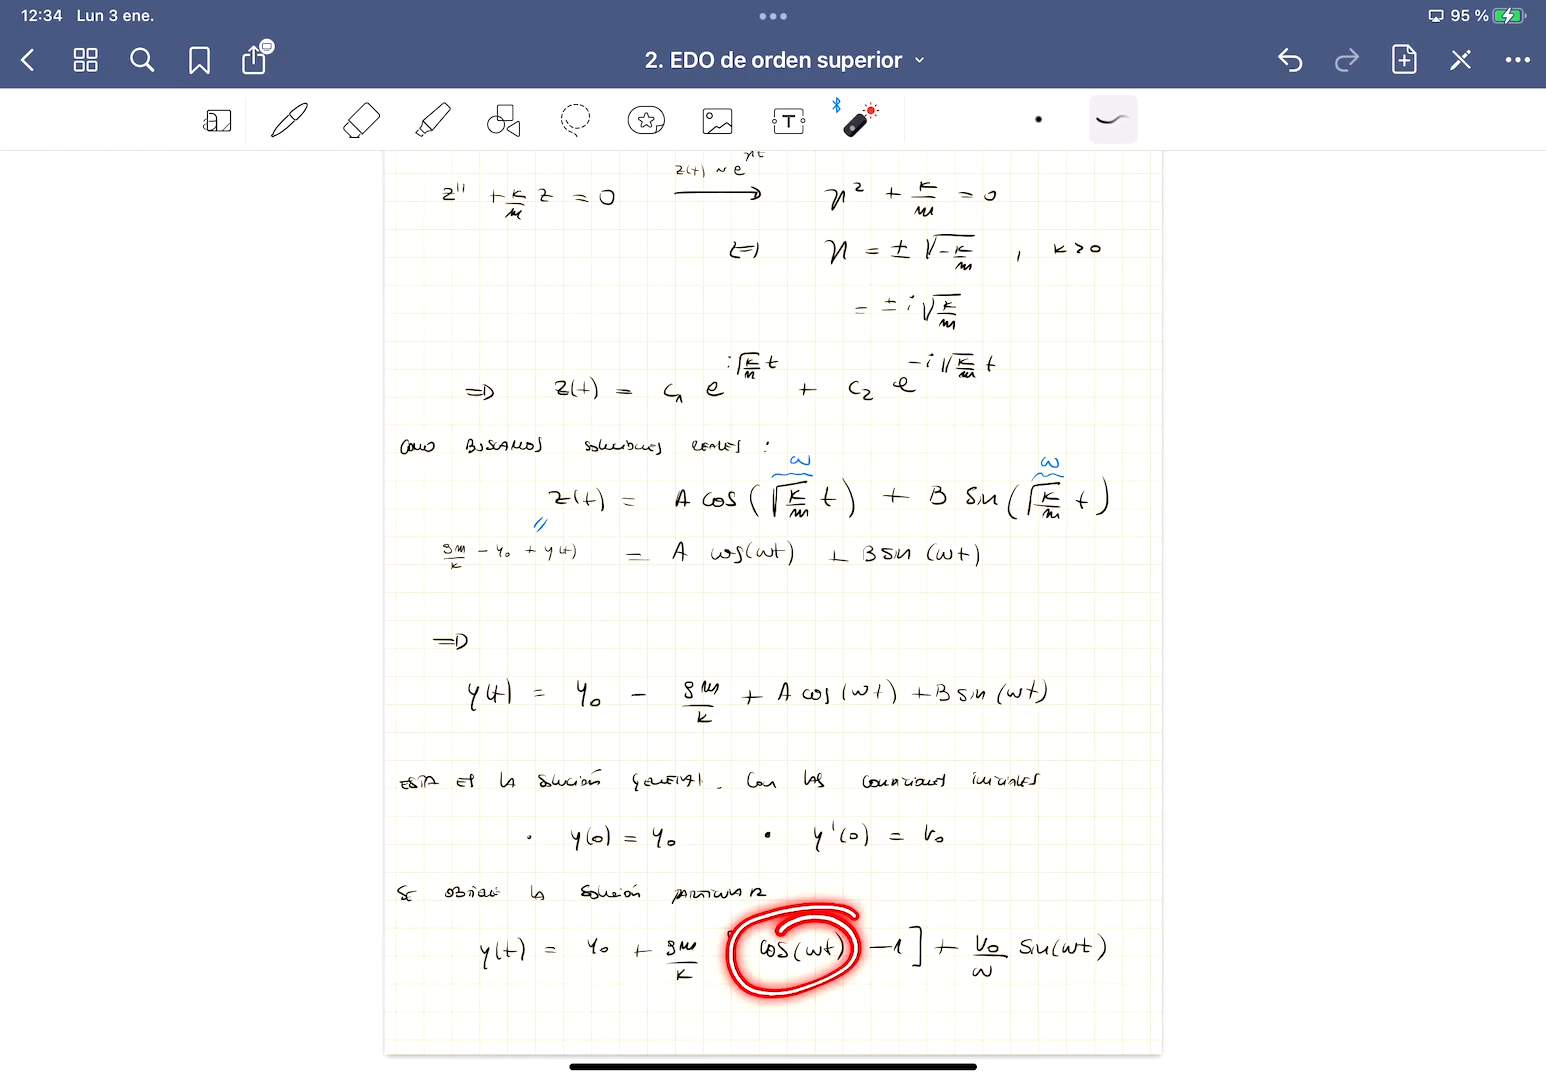 12:34 Lun 3 ene.
95 %
2. EDO de orden superior
z(t) ~ e^{λt}
z'' + k/m z = 0 → λ² + k/m = 0
⇔ λ = ± √(-k/m) , k > 0
= ± i √(k/m)
⇒ z(t) = c₁ e^{i√(k/m) t} + c₂ e^{-i√(k/m) t}
COMO BUSCAMOS SOLUCIONES REALES :
ω ω
z(t) = A cos(√(k/m) t) + B sin(√(k/m) t)
gm/k - y₀ + y(t) = A cos(ωt) + B sin(ωt)
⇒
y(t) = y₀ - gm/k + A cos(ωt) + B sin(ωt)
ESTA ES LA SOLUCIÓN GENERAL. CON LAS CONDICIONES INICIALES
· y(0) = y₀ · y'(0) = v₀
SE OBTIENE LA SOLUCIÓN PARTICULAR
y(t) = y₀ + gm/k [cos(ωt) - 1] + v₀/ω sin(ωt)